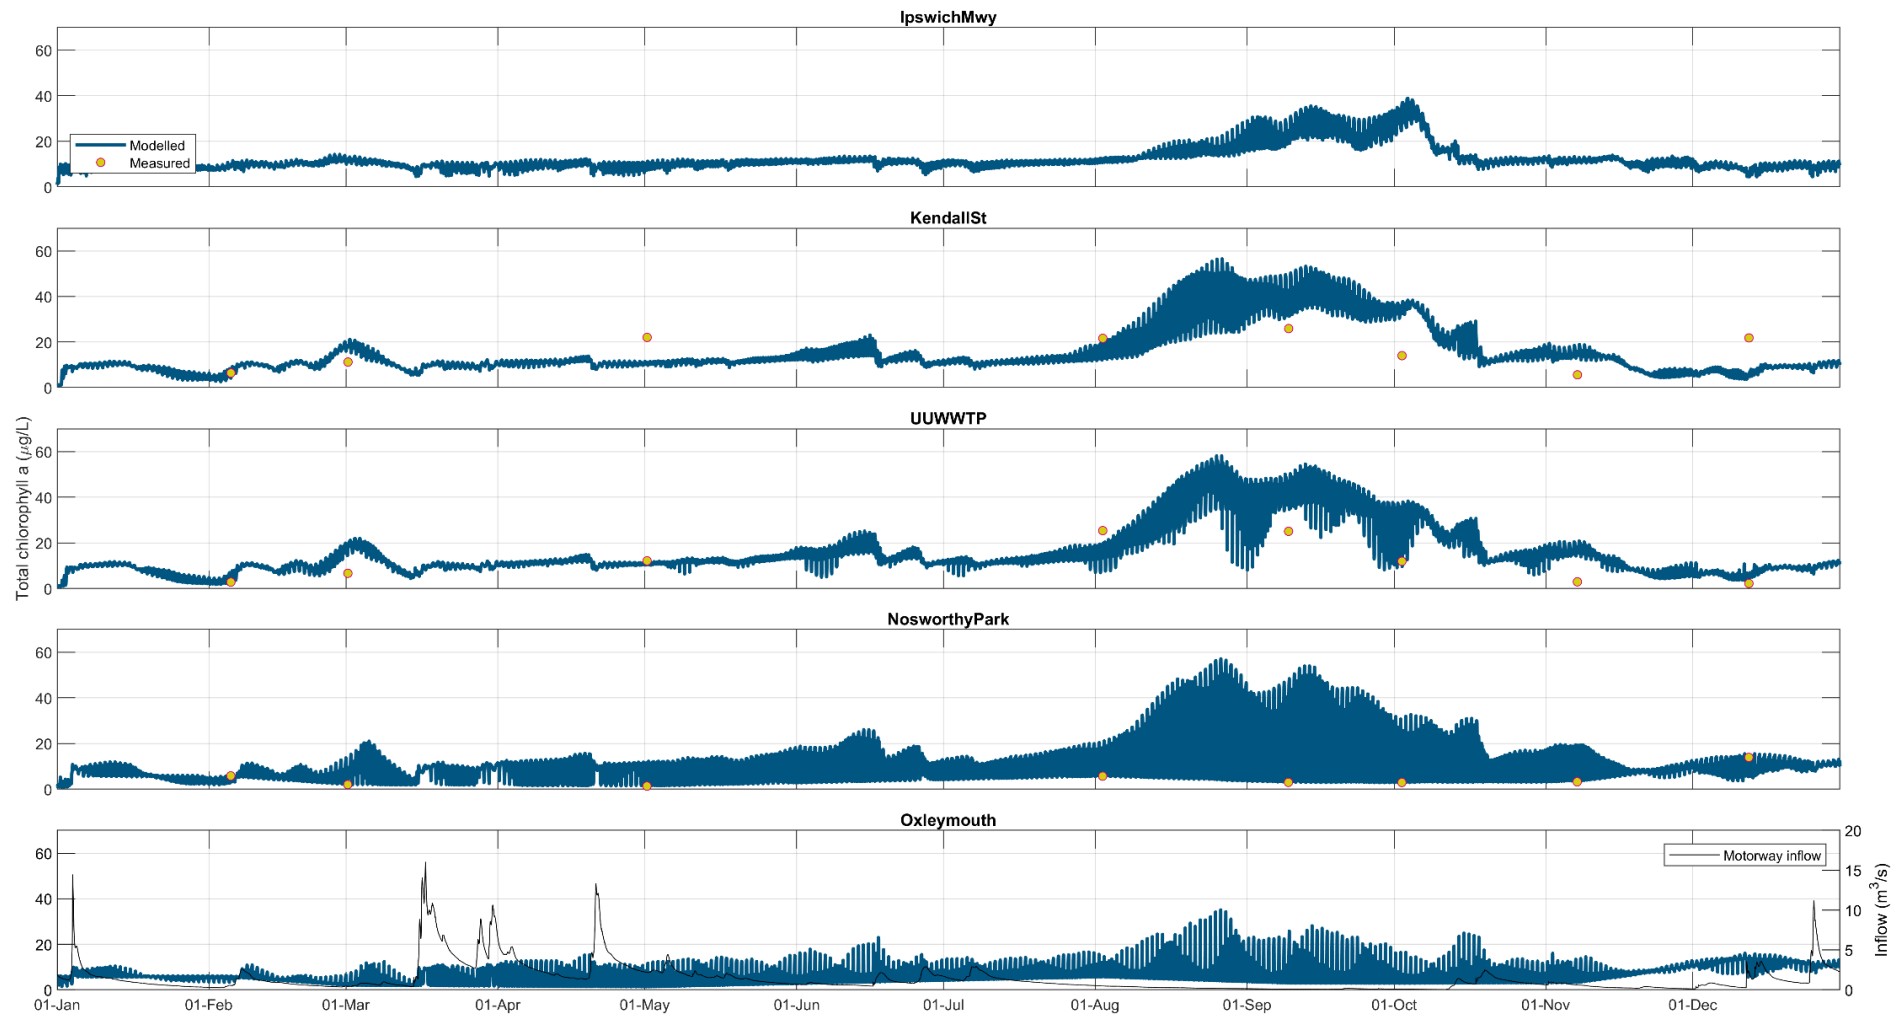 IpswichMwy
60
40
20
0
Modelled
Measured
KendallSt
60
40
20
0
UUWWTP
60
40
20
0
Total chlorophyll a (μg/L)
NosworthyPark
60
40
20
0
Oxleymouth
60
40
20
0
Motorway inflow
20
15
10
5
0
Inflow (m³/s)
01-Jan 01-Feb 01-Mar 01-Apr 01-May 01-Jun 01-Jul 01-Aug 01-Sep 01-Oct 01-Nov 01-Dec